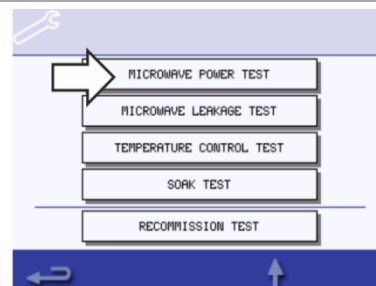 MICROWAVE POWER TEST
MICROWAVE LEAKAGE TEST
TEMPERATURE CONTROL TEST
SOAK TEST
RECOMMISSION TEST